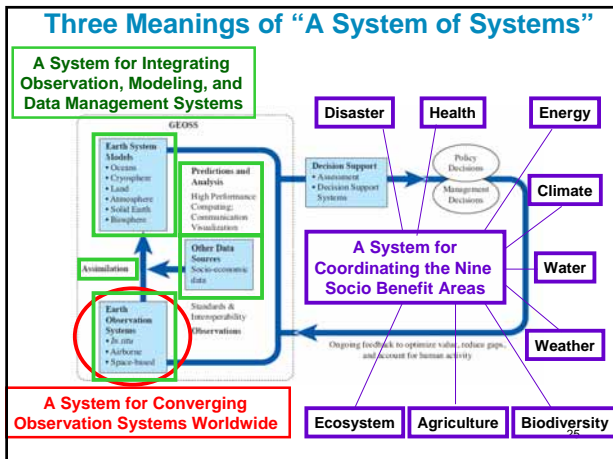 Three Meanings of “A System of Systems”
A System for Integrating
Observation, Modeling, and
Data Management Systems
GEOSS
Earth System
Models
• Oceans
• Cryosphere
• Land
• Atmosphere
• Solid Earth
• Biosphere
Predictions and
Analysis
High Performance
Computing;
Communication
Visualization
Other Data
Sources
Socio-economic
data
Assimilation
Standards &
Interoperability
Earth
Observation
Systems
• In situ
• Airborne
• Space-based
Observations
A System for Converging
Observation Systems Worldwide
Decision Support
• Assessment
• Decision Support
Systems
Policy
Decisions
Management
Decisions
Ongoing feedback to optimize value, reduce gaps,
and account for human activity
Disaster
Health
Energy
Climate
A System for
Coordinating the Nine
Socio Benefit Areas
Water
Weather
Ecosystem
Agriculture
Biodiversity
25